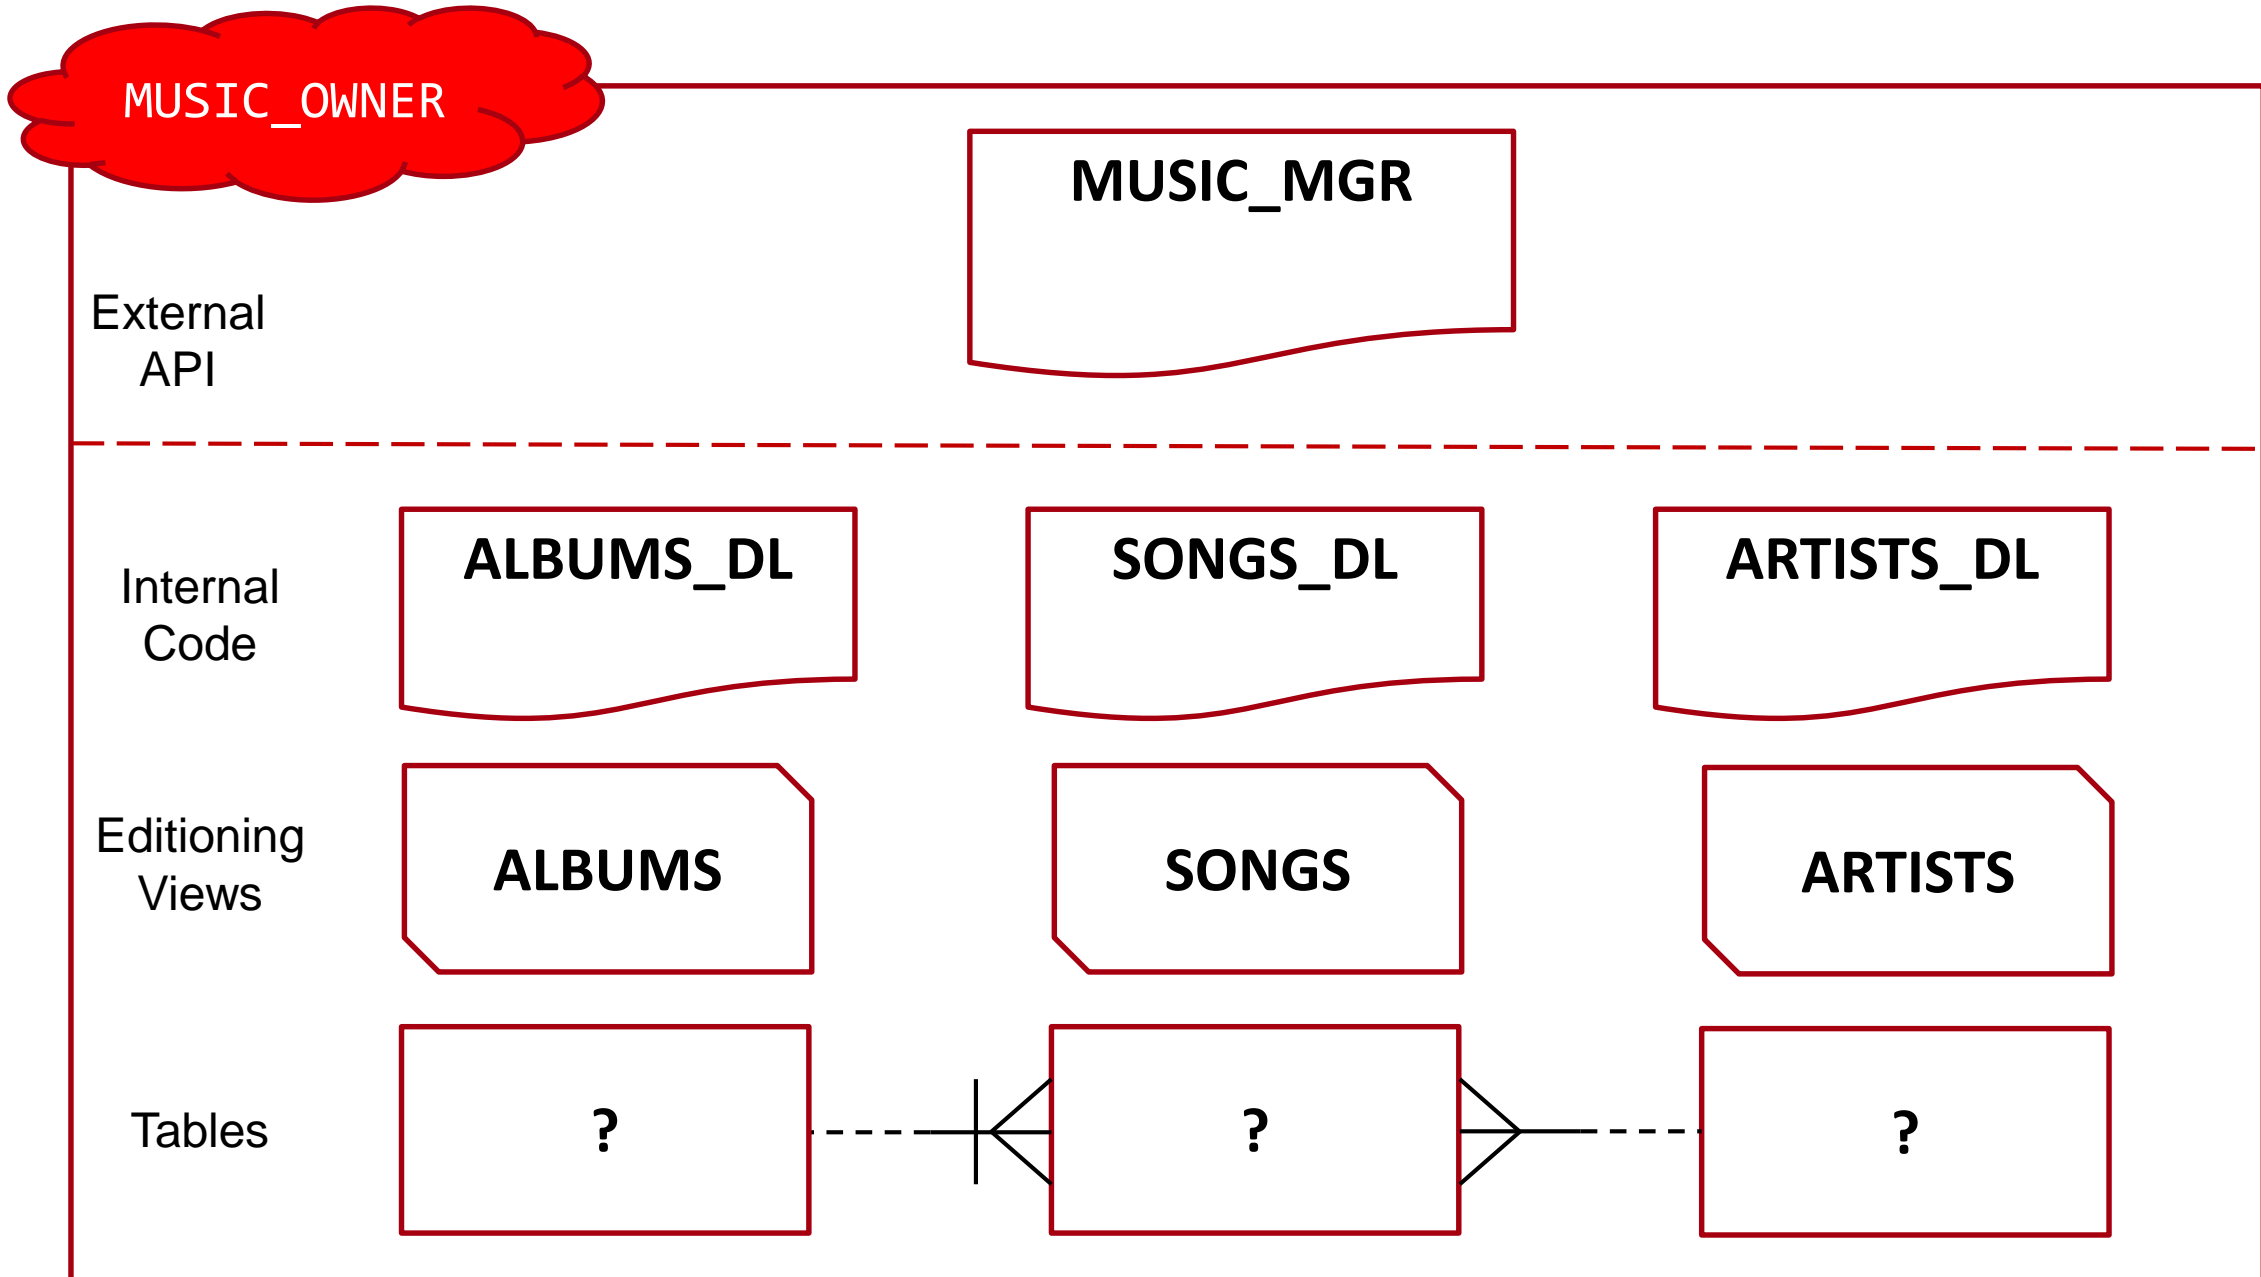 MUSIC_OWNER
MUSIC_MGR
External
API
ALBUMS_DL
SONGS_DL
ARTISTS_DL
Internal
Code
Editioning
Views
ALBUMS
SONGS
ARTISTS
Tables
?
?
?